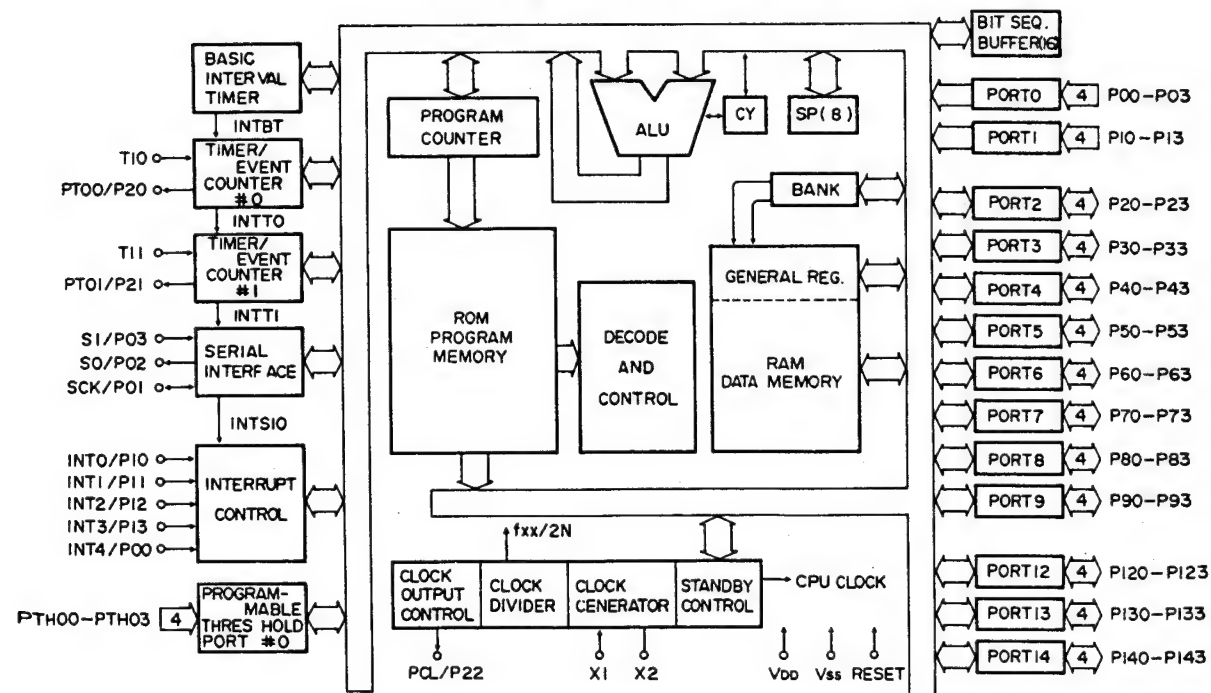 BASIC
INTERVAL
TIMER
INTBT
TI0
PTO0/P20
TIMER/
EVENT
COUNTER
#0
INTT0
TI1
PTO1/P21
TIMER/
EVENT
COUNTER
#1
INTT1
SI/P03
SO/P02
SCK/P01
SERIAL
INTERFACE
INTSIO
INT0/P10
INT1/P11
INT2/P12
INT3/P13
INT4/P00
INTERRUPT
CONTROL
PTH00-PTH03
4
PROGRAM-
MABLE
THRES HOLD
PORT #0
PROGRAM
COUNTER
ALU
CY
SP(8)
BANK
ROM
PROGRAM
MEMORY
DECODE
AND
CONTROL
GENERAL REG.
RAM
DATA MEMORY
fxx/2N
CLOCK
OUTPUT
CONTROL
CLOCK
DIVIDER
CLOCK
CENERATOR
STANDBY
CONTROL
CPU CLOCK
PCL/P22
X1
X2
VDD
VSS
RESET
BIT SEQ.
BUFFER(16)
PORT0 4 P00-P03
PORT1 4 P10-P13
PORT2 4 P20-P23
PORT3 4 P30-P33
PORT4 4 P40-P43
PORT5 4 P50-P53
PORT6 4 P60-P63
PORT7 4 P70-P73
PORT8 4 P80-P83
PORT9 4 P90-P93
PORT12 4 P120-P123
PORT13 4 P130-P133
PORT14 4 P140-P143